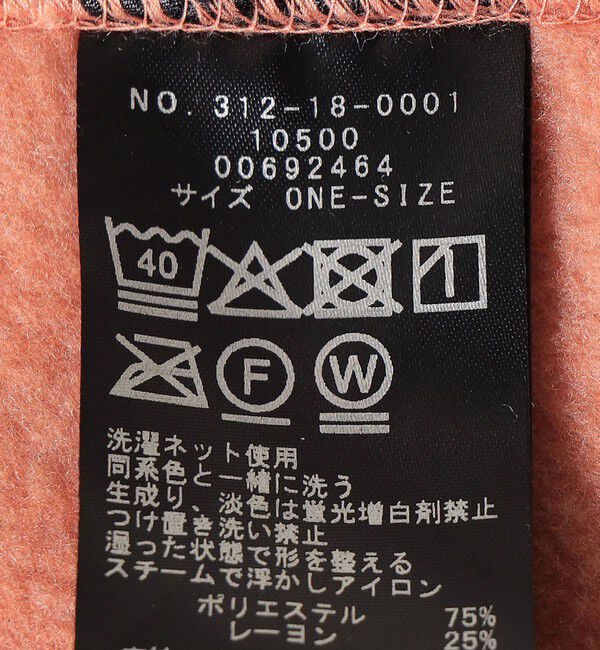 NO. 312-18-0001
10500
00692464
サイズ ONE-SIZE
40
F W
洗濯ネット使用
同系色と一緒に洗う
生成り、淡色は蛍光増白剤禁止
つけ置き洗い禁止
湿った状態で形を整える
スチームで浮かしアイロン
ポリエステル 75%
レーヨン 25%